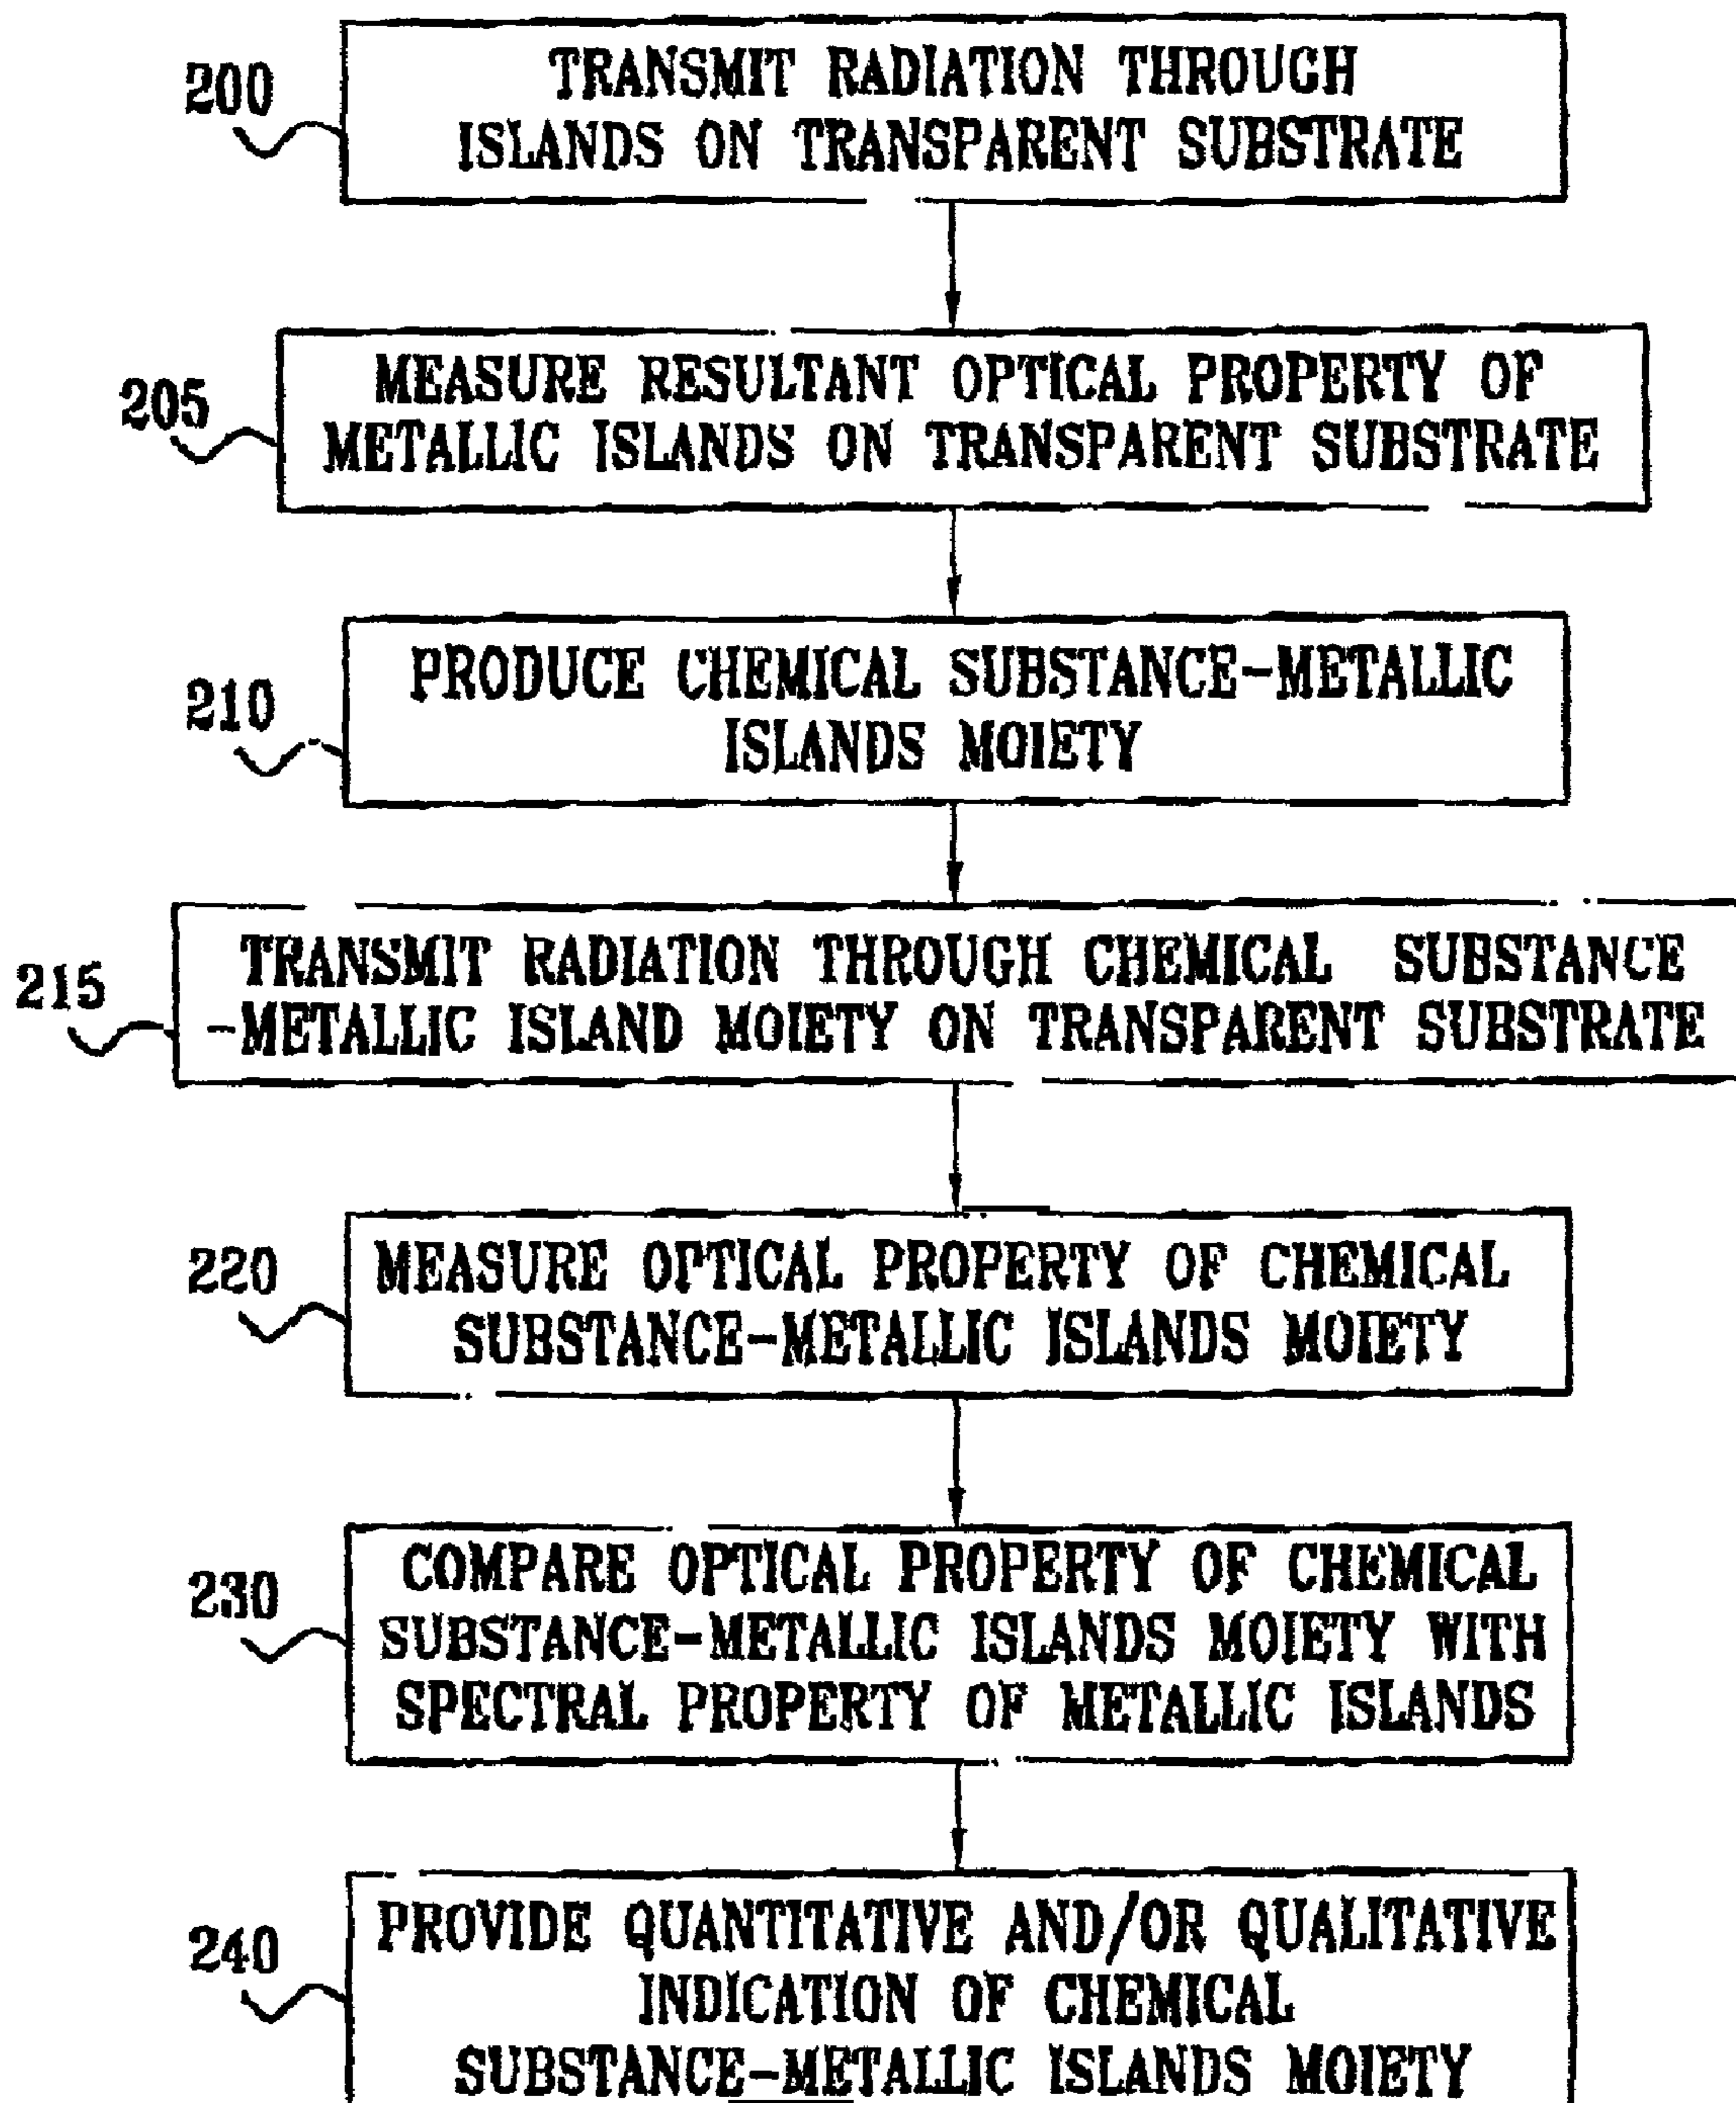 200
TRANSMIT RADIATION THROUGH
ISLANDS ON TRANSPARENT SUBSTRATE
205
MEASURE RESULTANT OPTICAL PROPERTY OF
METALLIC ISLANDS ON TRANSPARENT SUBSTRATE
210
PRODUCE CHEMICAL SUBSTANCE-METALLIC
ISLANDS MOIETY
215
TRANSMIT RADIATION THROUGH CHEMICAL SUBSTANCE
-METALLIC ISLAND MOIETY ON TRANSPARENT SUBSTRATE
220
MEASURE OPTICAL PROPERTY OF CHEMICAL
SUBSTANCE-METALLIC ISLANDS MOIETY
230
COMPARE OPTICAL PROPERTY OF CHEMICAL
SUBSTANCE-METALLIC ISLANDS MOIETY WITH
SPECTRAL PROPERTY OF METALLIC ISLANDS
240
PROVIDE QUANTITATIVE AND/OR QUALITATIVE
INDICATION OF CHEMICAL
SUBSTANCE-METALLIC ISLANDS MOIETY